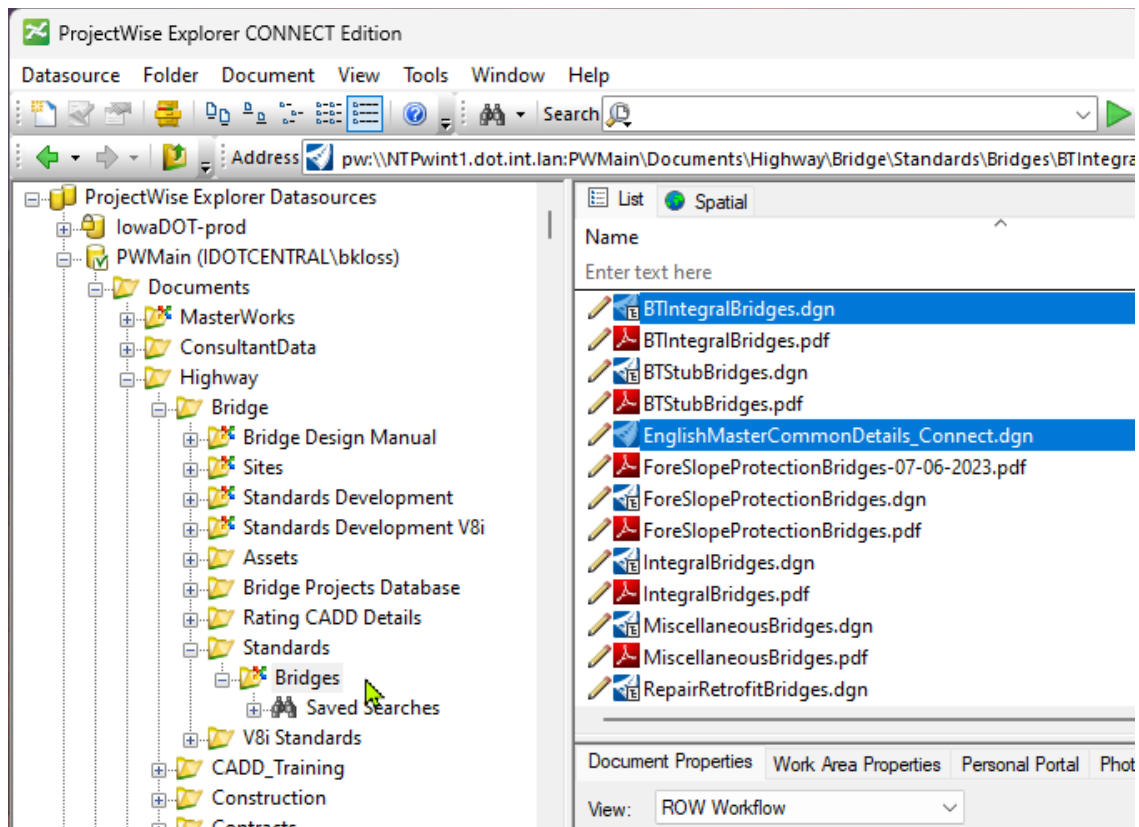 ProjectWise Explorer CONNECT Edition
Datasource Folder Document View Tools Window Help
Search
Address pw:\\NTPwint1.dot.int.lan:PWMain\Documents\Highway\Bridge\Standards\Bridges\BTIntegra
ProjectWise Explorer Datasources
IowaDOT-prod
PWMain (IDOTCENTRAL\bkloss)
Documents
MasterWorks
ConsultantData
Highway
Bridge
Bridge Design Manual
Sites
Standards Development
Standards Development V8i
Assets
Bridge Projects Database
Rating CADD Details
Standards
Bridges
Saved Searches
V8i Standards
CADD_Training
Construction
Contracts
List Spatial
Name
Enter text here
BTIntegralBridges.dgn
BTIntegralBridges.pdf
BTStubBridges.dgn
BTStubBridges.pdf
EnglishMasterCommonDetails_Connect.dgn
ForeSlopeProtectionBridges-07-06-2023.pdf
ForeSlopeProtectionBridges.dgn
ForeSlopeProtectionBridges.pdf
IntegralBridges.dgn
IntegralBridges.pdf
MiscellaneousBridges.dgn
MiscellaneousBridges.pdf
RepairRetrofitBridges.dgn
Document Properties Work Area Properties Personal Portal Phot
View: ROW Workflow